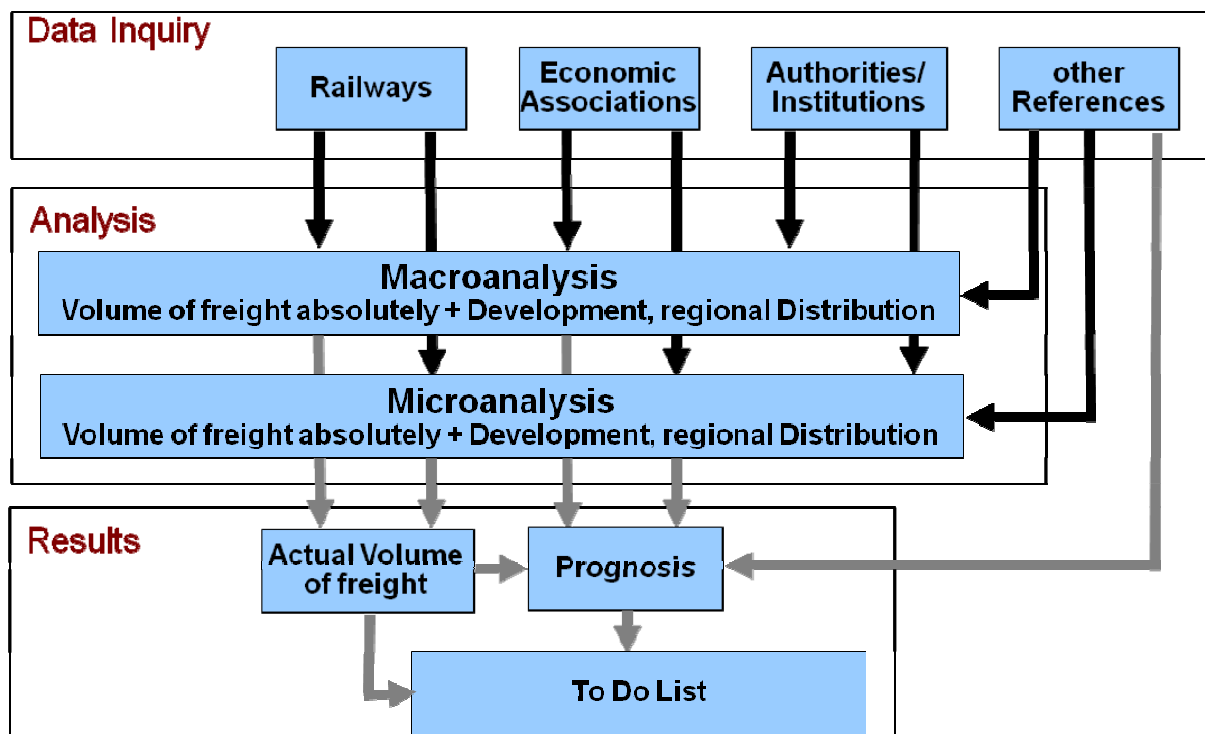 Data Inquiry
Railways
Economic
Associations
Authorities/
Institutions
other
References
Analysis
Macroanalysis
Volume of freight absolutely + Development, regional Distribution
Microanalysis
Volume of freight absolutely + Development, regional Distribution
Results
Actual Volume
of freight
Prognosis
To Do List